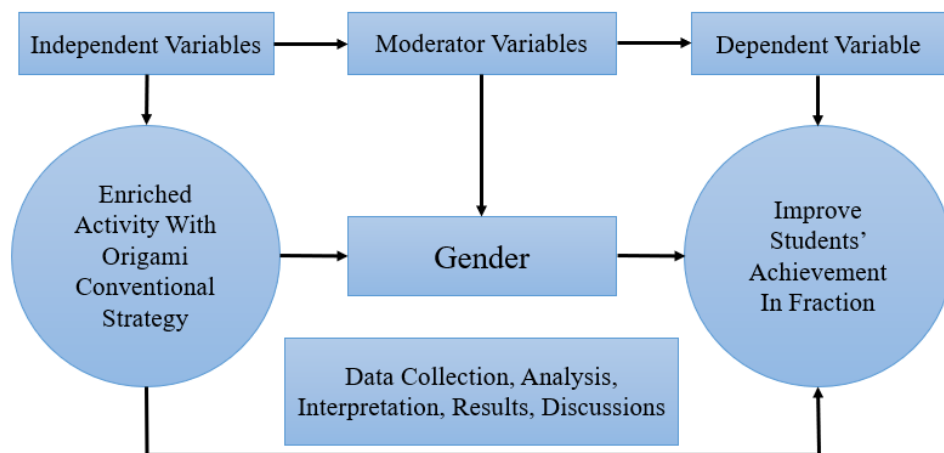 Independent Variables
Moderator Variables
Dependent Variable
Enriched
Activity With
Origami
Conventional
Strategy
Gender
Improve
Students’
Achievement
In Fraction
Data Collection, Analysis,
Interpretation, Results, Discussions